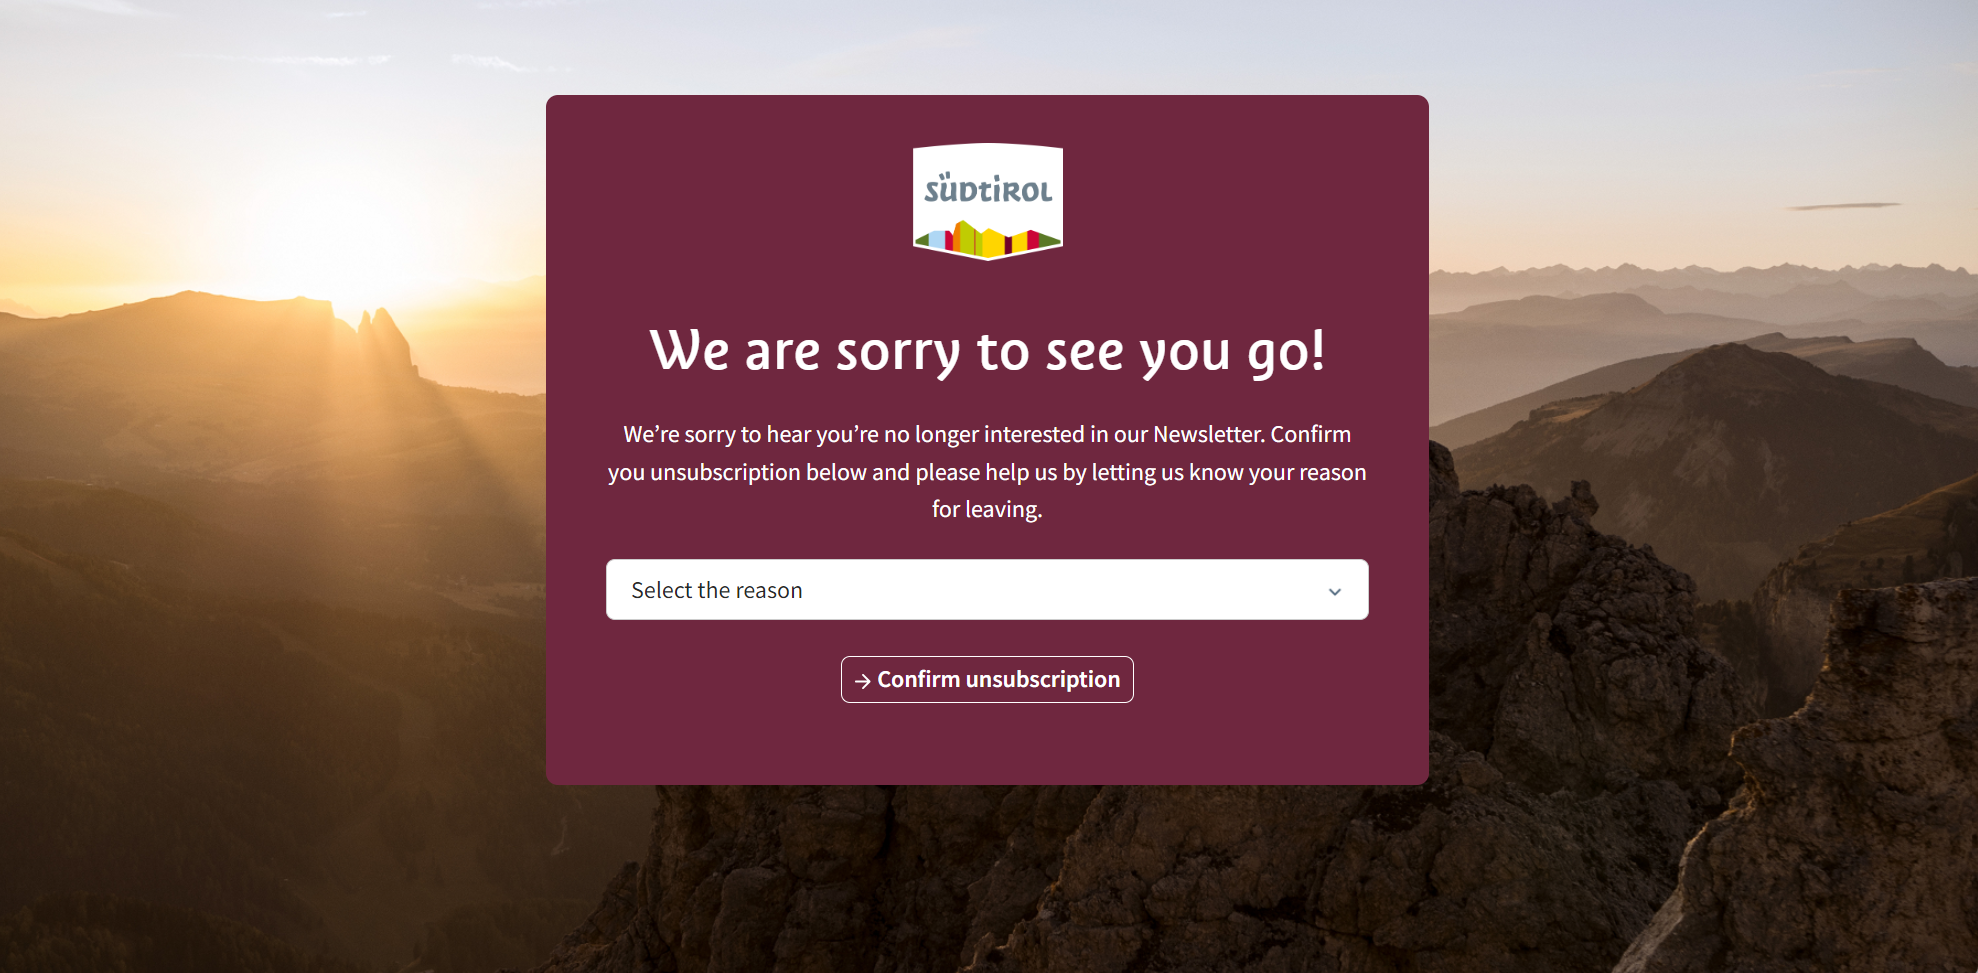 SÜDTIROL
We are sorry to see you go!
We’re sorry to hear you’re no longer interested in our Newsletter. Confirm
you unsubscription below and please help us by letting us know your reason
for leaving.
Select the reason
→ Confirm unsubscription